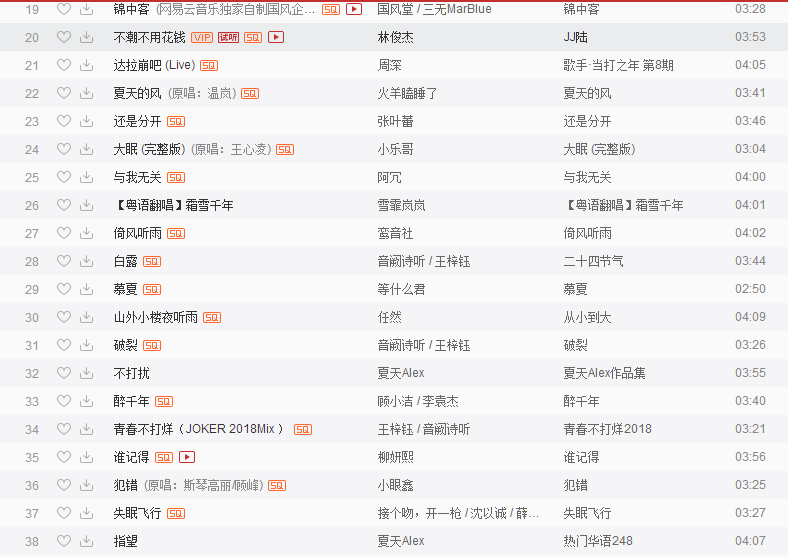 19 锦中客 (网易云音乐独家自制国风企... SQ 国风堂 / 三无MarBlue 锦中客 03:28
20 不潮不用花钱 VIP 试听 SQ 林俊杰 JJ陆 03:53
21 达拉崩吧 (Live) SQ 周深 歌手·当打之年 第8期 04:05
22 夏天的风 (原唱：温岚) SQ 火羊瞌睡了 夏天的风 03:41
23 还是分开 SQ 张叶蕾 还是分开 03:46
24 大眠 (完整版) (原唱：王心凌) SQ 小乐哥 大眠 (完整版) 03:04
25 与我无关 SQ 阿冗 与我无关 04:00
26 【粤语翻唱】霜雪千年 雪霏岚岚 【粤语翻唱】霜雪千年 04:01
27 倚风听雨 SQ 鸾音社 倚风听雨 04:02
28 白露 SQ 音阙诗听 / 王梓钰 二十四节气 03:44
29 慕夏 SQ 等什么君 慕夏 02:50
30 山外小楼夜听雨 SQ 任然 从小到大 04:09
31 破裂 SQ 音阙诗听 / 王梓钰 破裂 03:26
32 不打扰 夏天Alex 夏天Alex作品集 03:55
33 醉千年 SQ 顾小洁 / 李袁杰 醉千年 03:40
34 青春不打烊（JOKER 2018Mix ） SQ 王梓钰 / 音阙诗听 青春不打烊2018 03:21
35 谁记得 SQ 柳妍熙 谁记得 03:56
36 犯错 (原唱：斯琴高丽/顾峰) SQ 小眼鑫 犯错 03:25
37 失眠飞行 SQ 接个吻，开一枪 / 沈以诚 / 薛... 失眠飞行 03:27
38 指望 夏天Alex 热门华语248 04:07